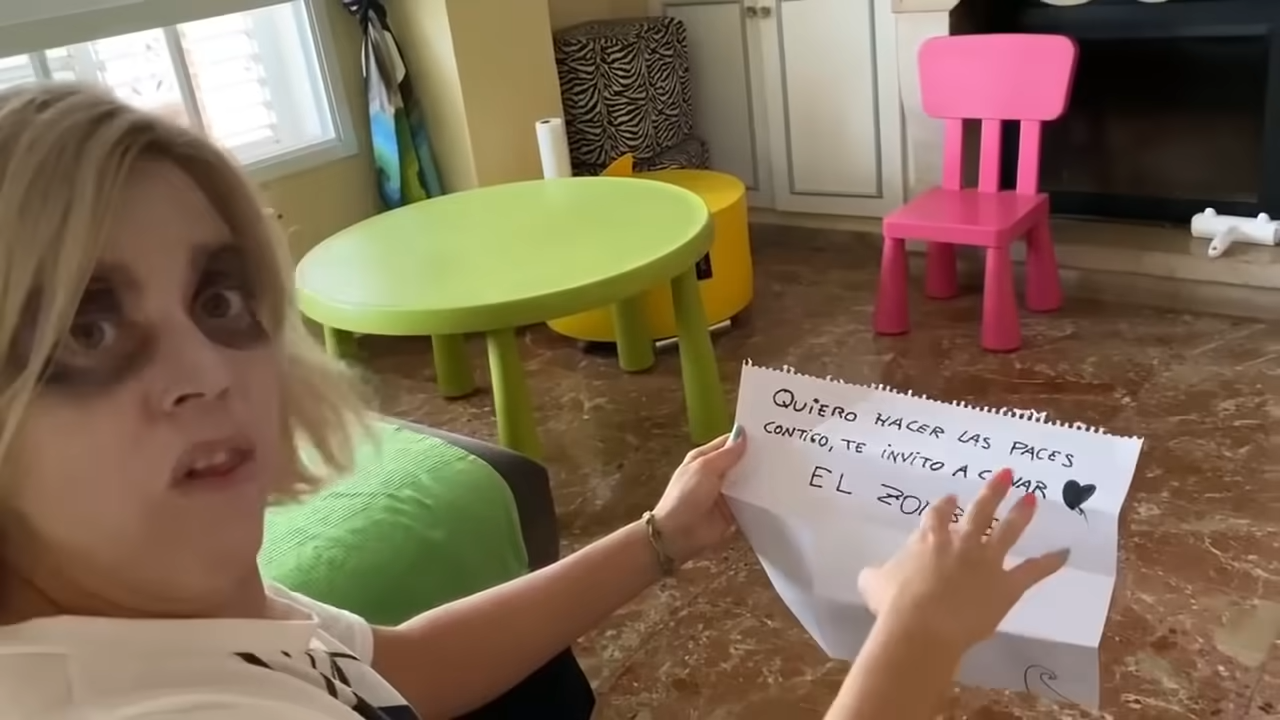 QUiERO HACER LAS PACES
CONTIGO, TE iNViTO A CENAR
EL ZOMBIE